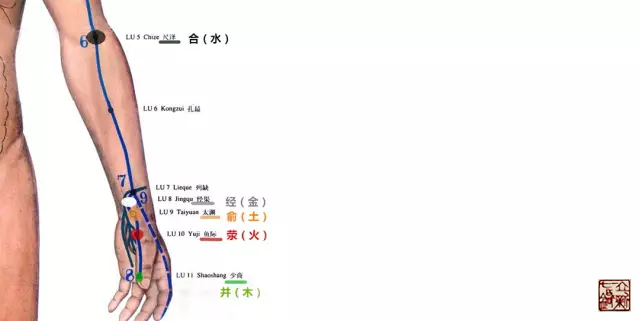 6
LU 5 Chize 尺泽 合（水）
LU 6 Kongzui 孔最
7
LU 7 Lieque 列缺
9
LU 8 Jingqu 经渠 经（金）
LU 9 Taiyuan 太渊 俞（土）
LU 10 Yuji 鱼际 荥（火）
8
LU 11 Shaoshang 少商
井（木）